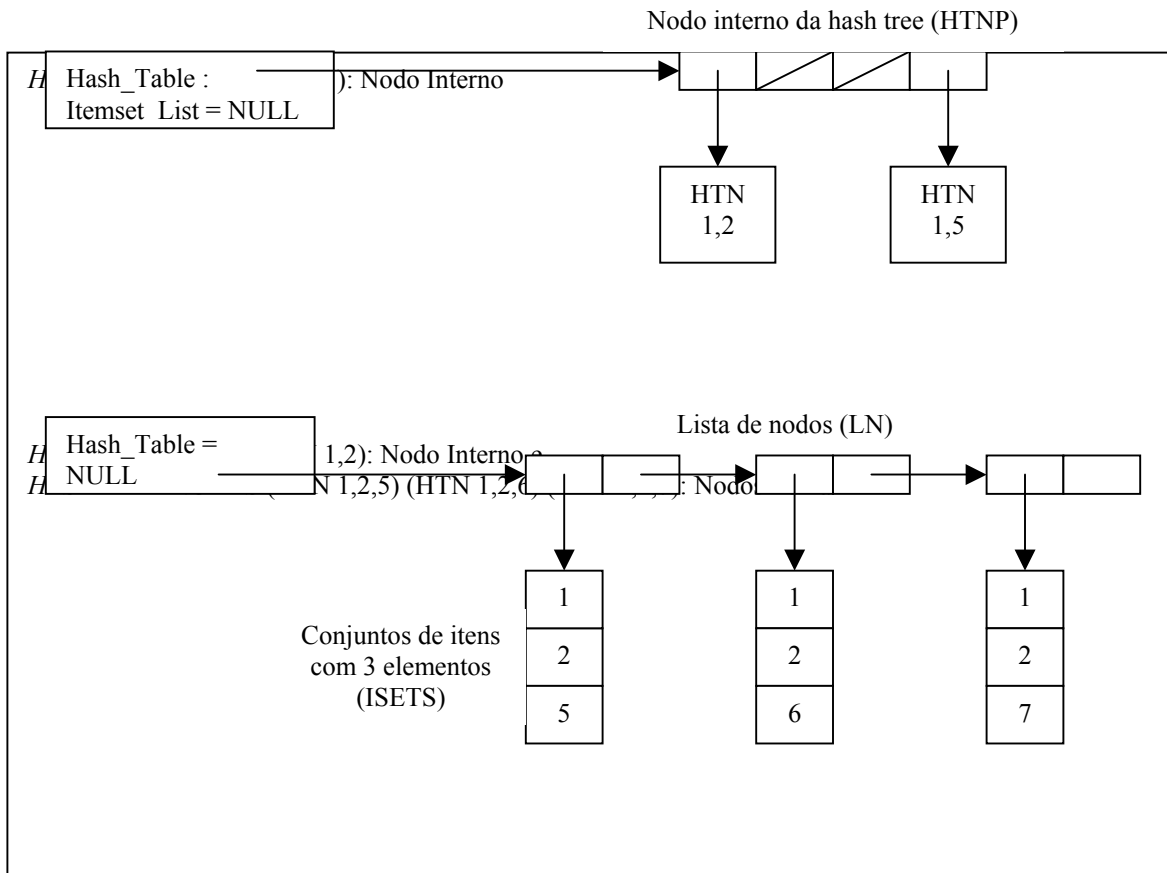 Nodo interno da hash tree (HTNP)
Hash_Table :
Itemset_List = NULL
H ): Nodo Interno
HTN
1,2
HTN
1,5
Lista de nodos (LN)
Hash_Table =
NULL
H 1,2): Nodo Interno e
H N 1,2,5) (HTN 1,2,6) ( ): Nodo
1
2
5
1
2
6
1
2
7
Conjuntos de itens
com 3 elementos
(ISETS)